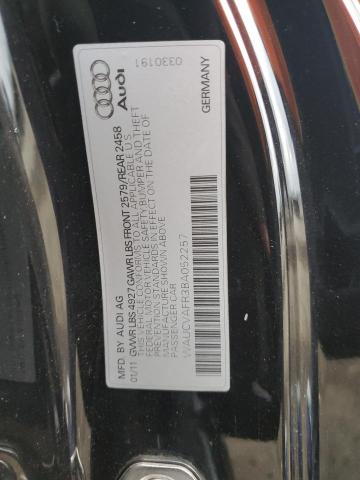 MFD. BY AUDI AG
01/11 GVWR LBS 4927 GAWR LBS FRONT 2579/REAR 2458
THIS VEHICLE CONFORMS TO ALL APPLICABLE U.S.
FEDERAL MOTOR VEHICLE SAFETY BUMPER AND THEFT
PREVENTION STANDARDS IN EFFECT ON THE DATE OF
MANUFACTURE SHOWN ABOVE.
PASSENGER CAR
WAUCVAFR3BA052257
Audi
0330191
GERMANY